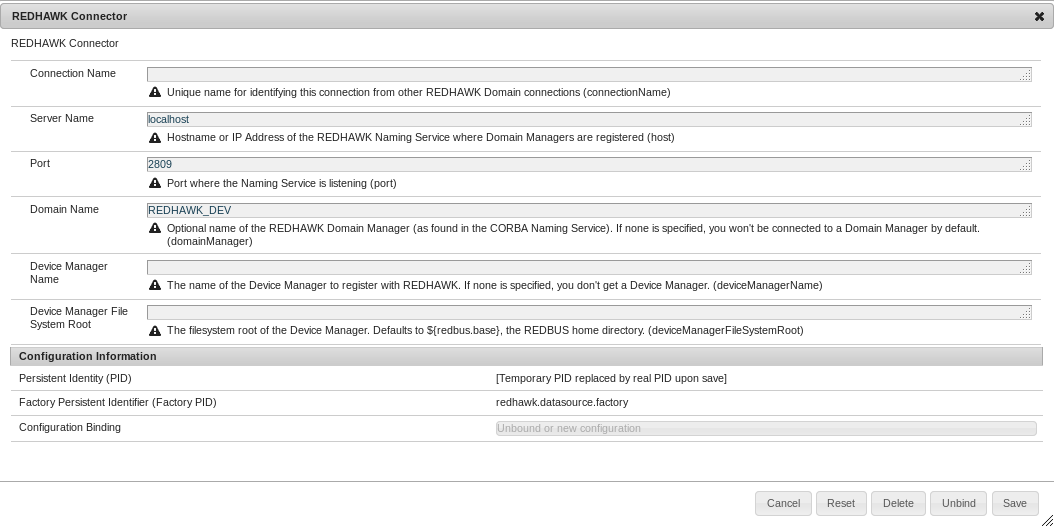 REDHAWK Connector
REDHAWK Connector
Connection Name
Unique name for identifying this connection from other REDHAWK Domain connections (connectionName)
Server Name
localhost
Hostname or IP Address of the REDHAWK Naming Service where Domain Managers are registered (host)
Port
2809
Port where the Naming Service is listening (port)
Domain Name
REDHAWK_DEV
Optional name of the REDHAWK Domain Manager (as found in the CORBA Naming Service). If none is specified, you won't be connected to a Domain Manager by default.
(domainManager)
Device Manager
Name
The name of the Device Manager to register with REDHAWK. If none is specified, you don't get a Device Manager. (deviceManagerName)
Device Manager File
System Root
The filesystem root of the Device Manager. Defaults to ${redbus.base}, the REDBUS home directory. (deviceManagerFileSystemRoot)
Configuration Information
Persistent Identity (PID) [Temporary PID replaced by real PID upon save]
Factory Persistent Identifier (Factory PID) redhawk.datasource.factory
Configuration Binding Unbound or new configuration
Cancel Reset Delete Unbind Save